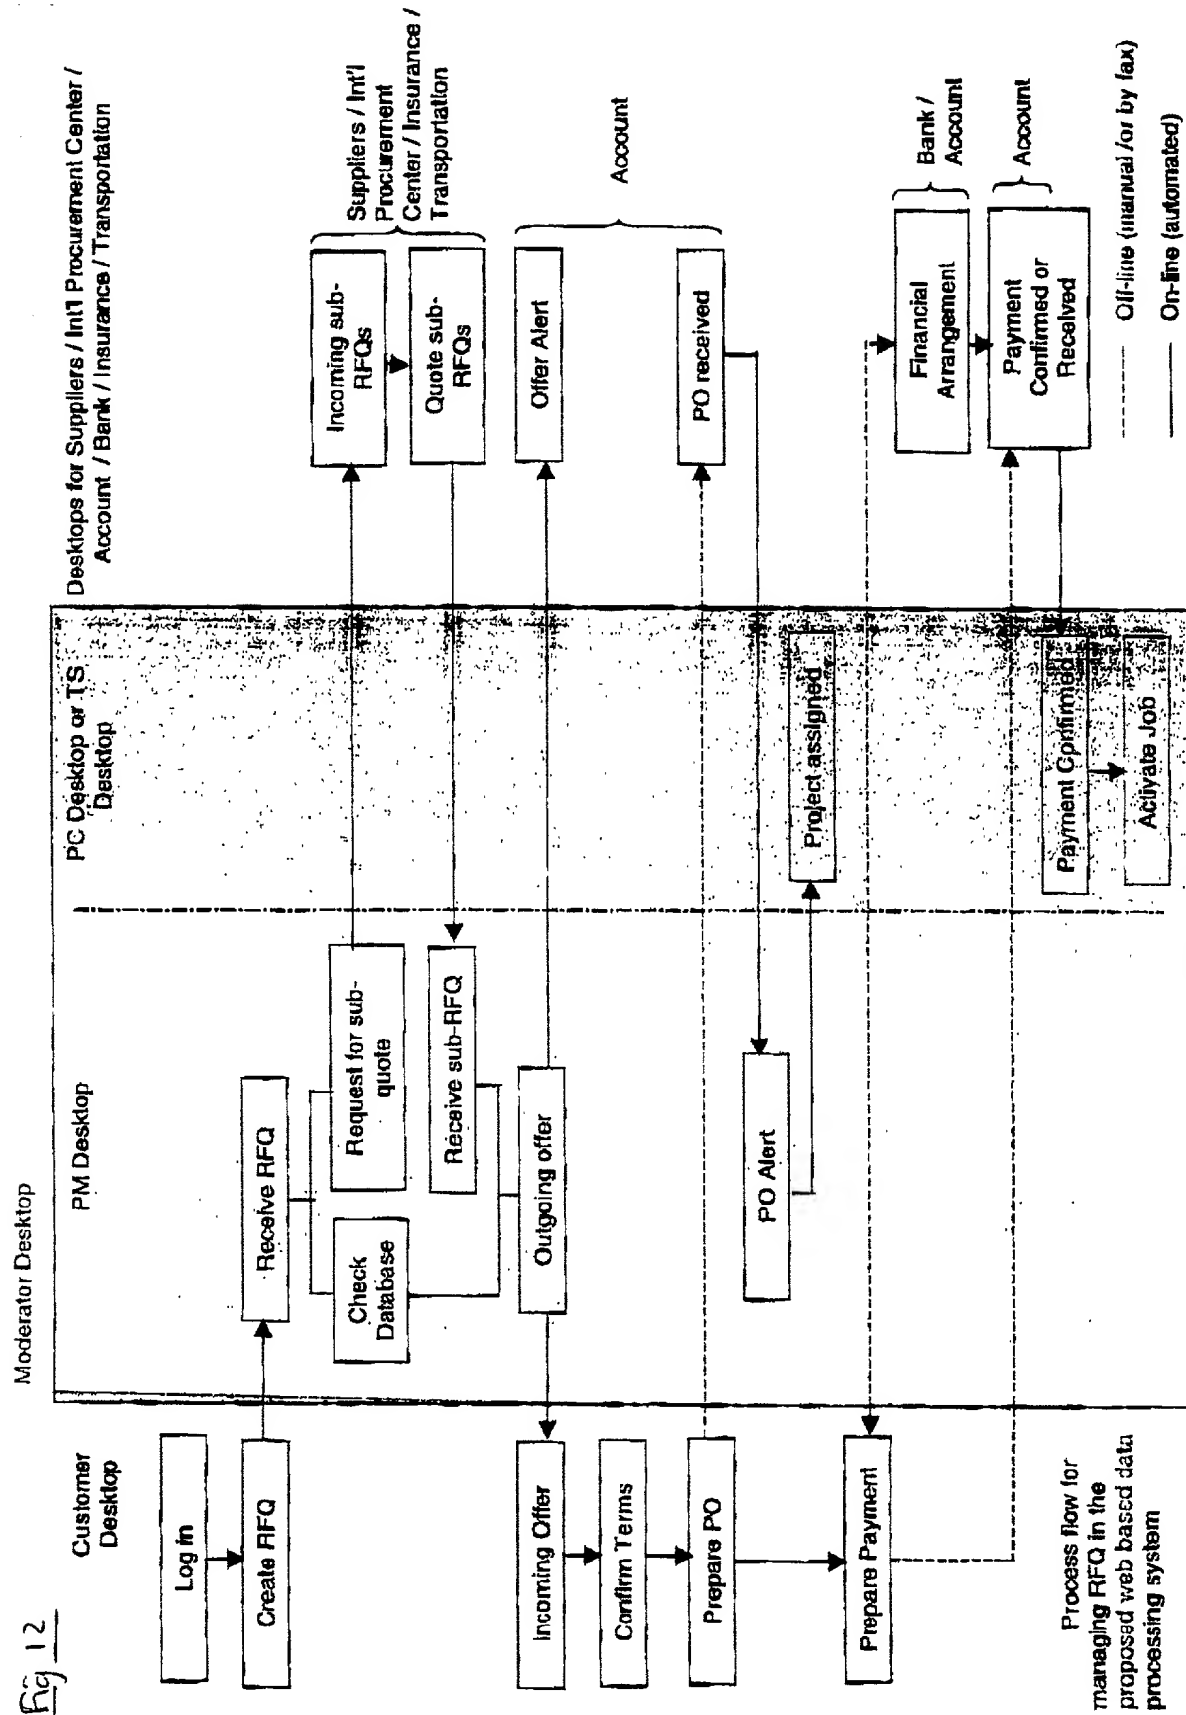 Fig 12
Moderator Desktop
Customer
Desktop
PM Desktop
PC Desktop or TS
Desktop
Desktops for Suppliers / Int'l Procurement Center /
Account / Bank / Insurance / Transportation
Log in
Create RFQ
Receive RFQ
Check
Database
Request for sub-
quote
Incoming sub-
RFQs
Suppliers / Int'l
Procurement
Center / Insurance /
Transportation
Receive sub-RFQ
Quote sub-
RFQs
Incoming Offer
Outgoing offer
Offer Alert
Account
Confirm Terms
Prepare PO
PO received
PO Alert
Project assigned
Prepare Payment
Financial
Arrangement
Bank /
Account
Payment
Confirmed or
Received
Account
Payment Confirmed
Activate Job
Process flow for
managing RFQ in the
proposed web based data
processing system
Off-line (manual /or by fax)
On-line (automated)